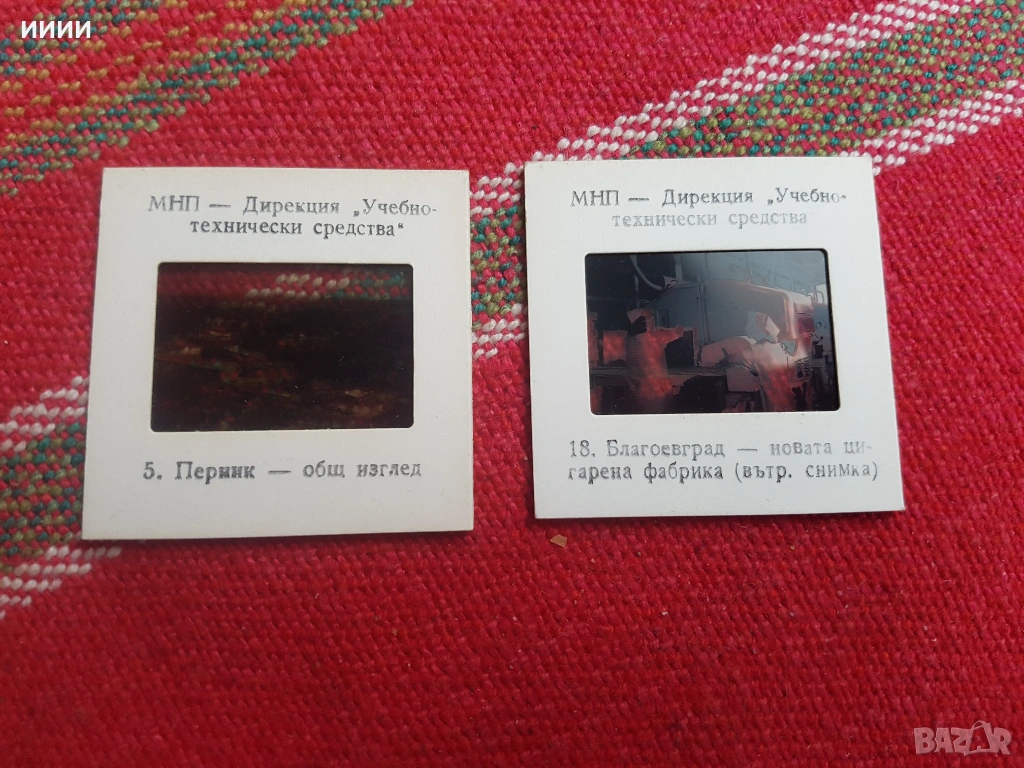 ииии
МНП — Дирекция „Учебно-
технически средства“
5. Перник — общ изглед
МНП — Дирекция „Учебно-
технически средства
18. Благоевград — новата ци-
гарена фабрика (вътр. снимка)
BAZAR